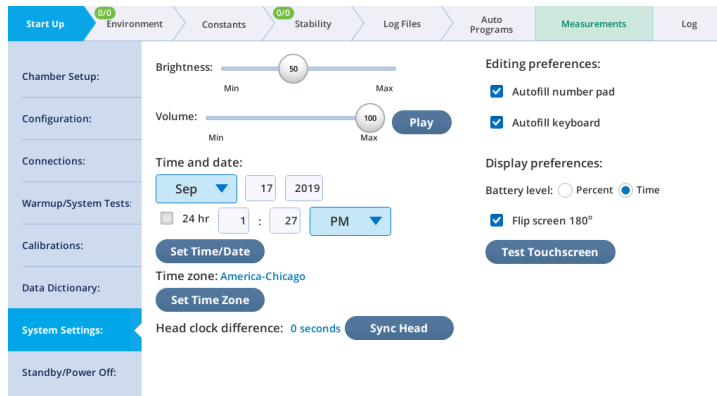 Start Up
0/0
Environment
Constants
0/0
Stability
Log Files
Auto
Programs
Measurements
Log
Chamber Setup:
Configuration:
Connections:
Warmup/System Tests:
Calibrations:
Data Dictionary:
System Settings:
Standby/Power Off:
Brightness:
50
Min Max
Volume:
100
Play
Min Max
Time and date:
Sep 17 2019
24 hr 1 : 27 PM
Set Time/Date
Time zone: America-Chicago
Set Time Zone
Head clock difference: 0 seconds Sync Head
Editing preferences:
Autofill number pad
Autofill keyboard
Display preferences:
Battery level: Percent Time
Flip screen 180°
Test Touchscreen